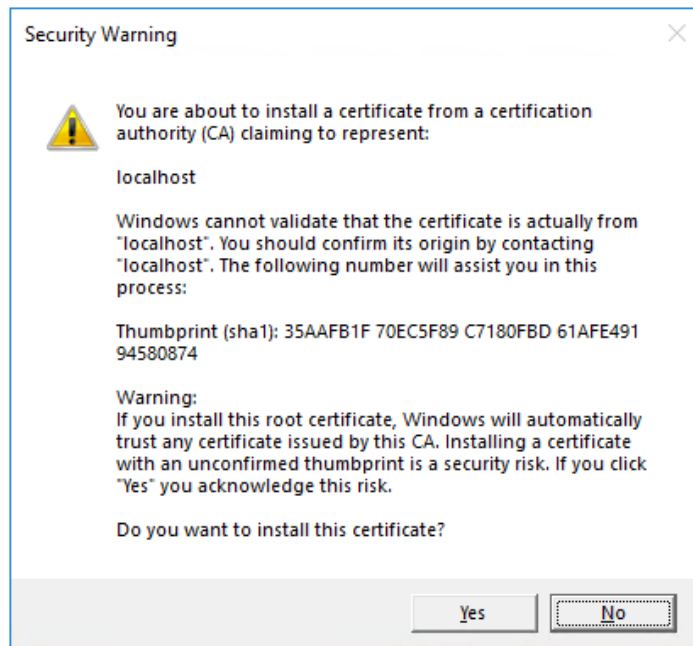 Security Warning
You are about to install a certificate from a certification
authority (CA) claiming to represent:
localhost
Windows cannot validate that the certificate is actually from
"localhost". You should confirm its origin by contacting
"localhost". The following number will assist you in this
process:
Thumbprint (sha1): 35AAFB1F 70EC5F89 C7180FBD 61AFE491
94580874
Warning:
If you install this root certificate, Windows will automatically
trust any certificate issued by this CA. Installing a certificate
with an unconfirmed thumbprint is a security risk. If you click
"Yes" you acknowledge this risk.
Do you want to install this certificate?
Yes No